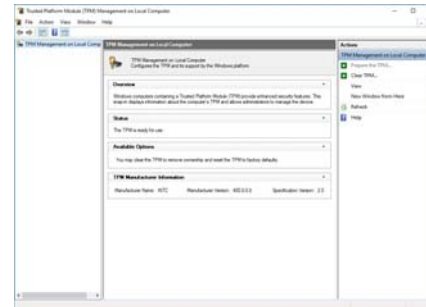 Trusted Platform Module (TPM) Management on Local Computer
File Action View Window Help
TPM Management on Local Comp
TPM Management on Local Computer
TPM Management on Local Computer
Configures the TPM and its support by the Windows platform
Overview
Windows computers containing a Trusted Platform Module (TPM) provide enhanced security features. This
snap-in displays information about the computer's TPM and allows administrators to manage the device.
Status
The TPM is ready for use.
Available Options
You may clear the TPM to remove ownership and reset the TPM to factory defaults.
TPM Manufacturer Information
Manufacturer Name: Manufacturer Version: Specification Version: 2.0
Actions
TPM Management on Local Computer
Prepare the TPM...
Clear TPM...
View
New Window from Here
Refresh
Help